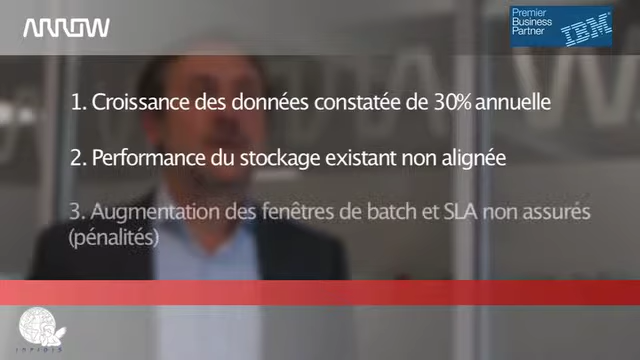 ARROW
Premier
Business
Partner
IBM
1. Croissance des données constatée de 30% annuelle
2. Performance du stockage existant non alignée
3. Augmentation des fenêtres de batch et SLA non assurés
(pénalités)